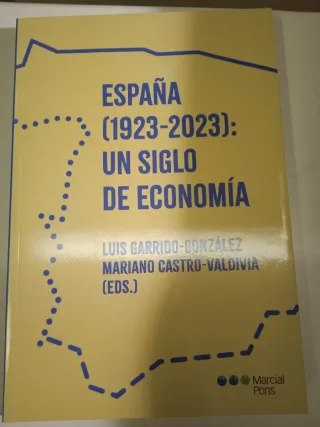 ESPAÑA
(1923-2023):
UN SIGLO
DE ECONOMÍA
LUIS GARRIDO-GONZÁLEZ
MARIANO CASTRO-VALDIVIA
(EDS.)
Marcial
Pons